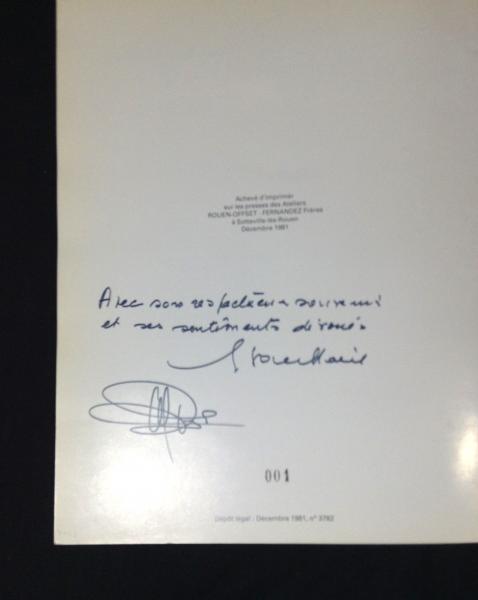 Achevé d'imprimer
sur les presses des Ateliers
ROUEN-OFFSET - FERNANDEZ Frères
à Sotteville-lès-Rouen
Décembre 1981
Avec son respectueux souvenir
et ses sentiments dévoués.
001
Dépôt légal : Décembre 1981, n° 3782